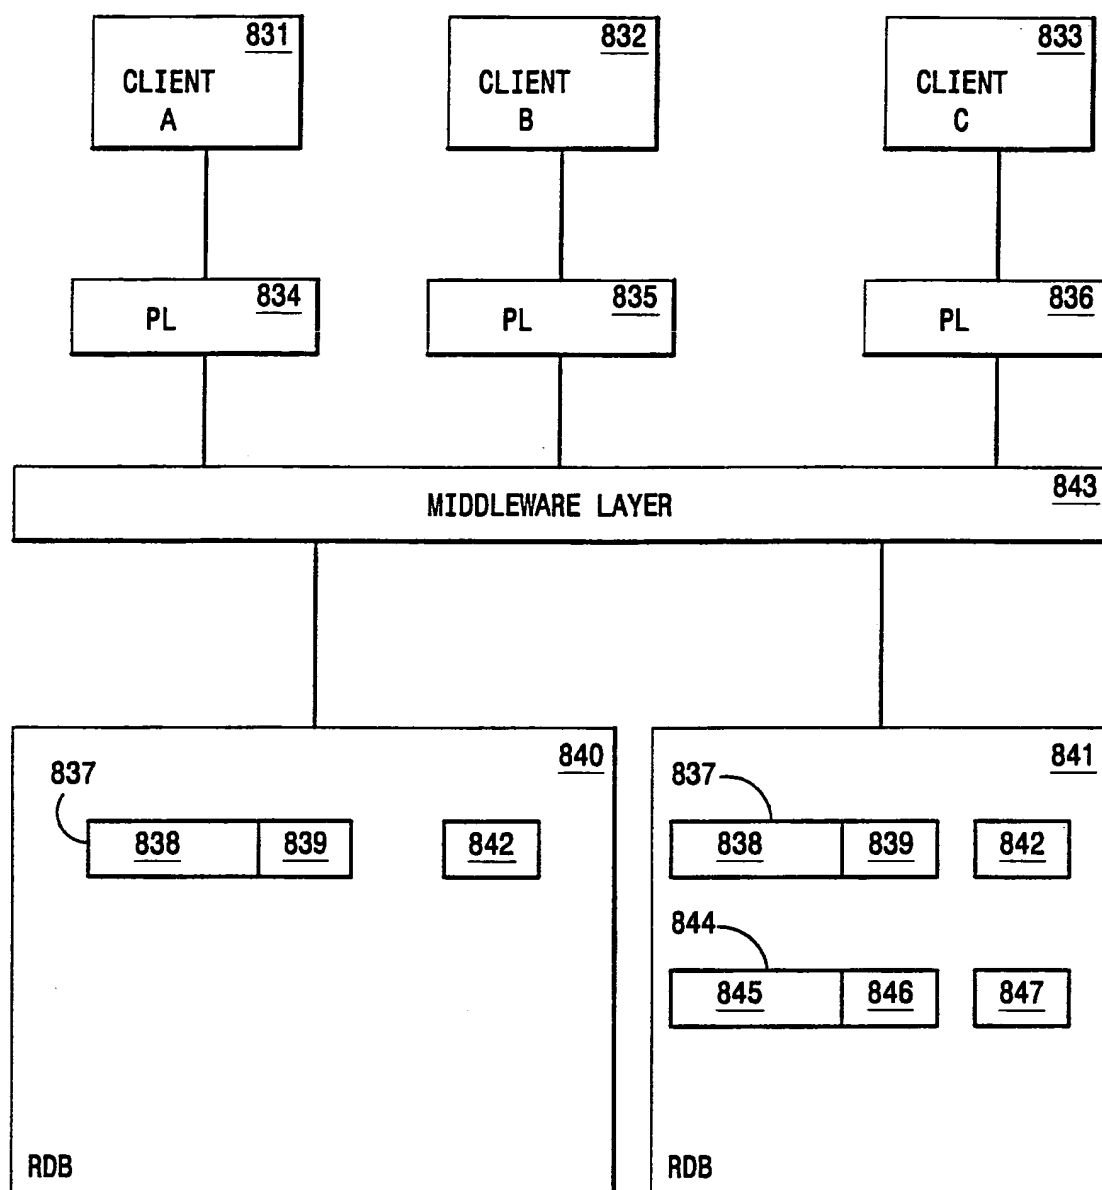 831
CLIENT
A
832
CLIENT
B
833
CLIENT
C
834
PL
835
PL
836
PL
843
MIDDLEWARE LAYER
840
837
838 839 842
RDB
841
837
838 839 842
844
845 846 847
RDB